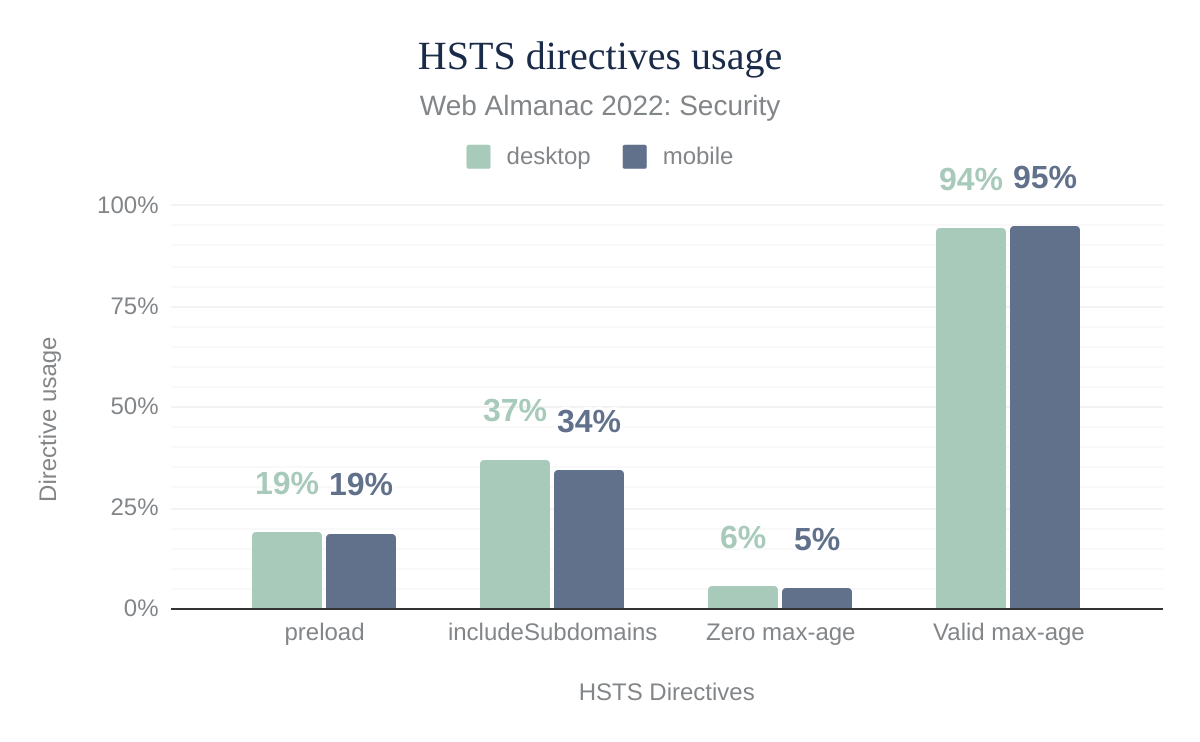 HSTS directives usage
Web Almanac 2022: Security
desktop mobile
94% 95%
100%
75%
50%
25%
0%
Directive usage
19% 19%
37% 34%
6% 5%
preload includeSubdomains Zero max-age Valid max-age
HSTS Directives